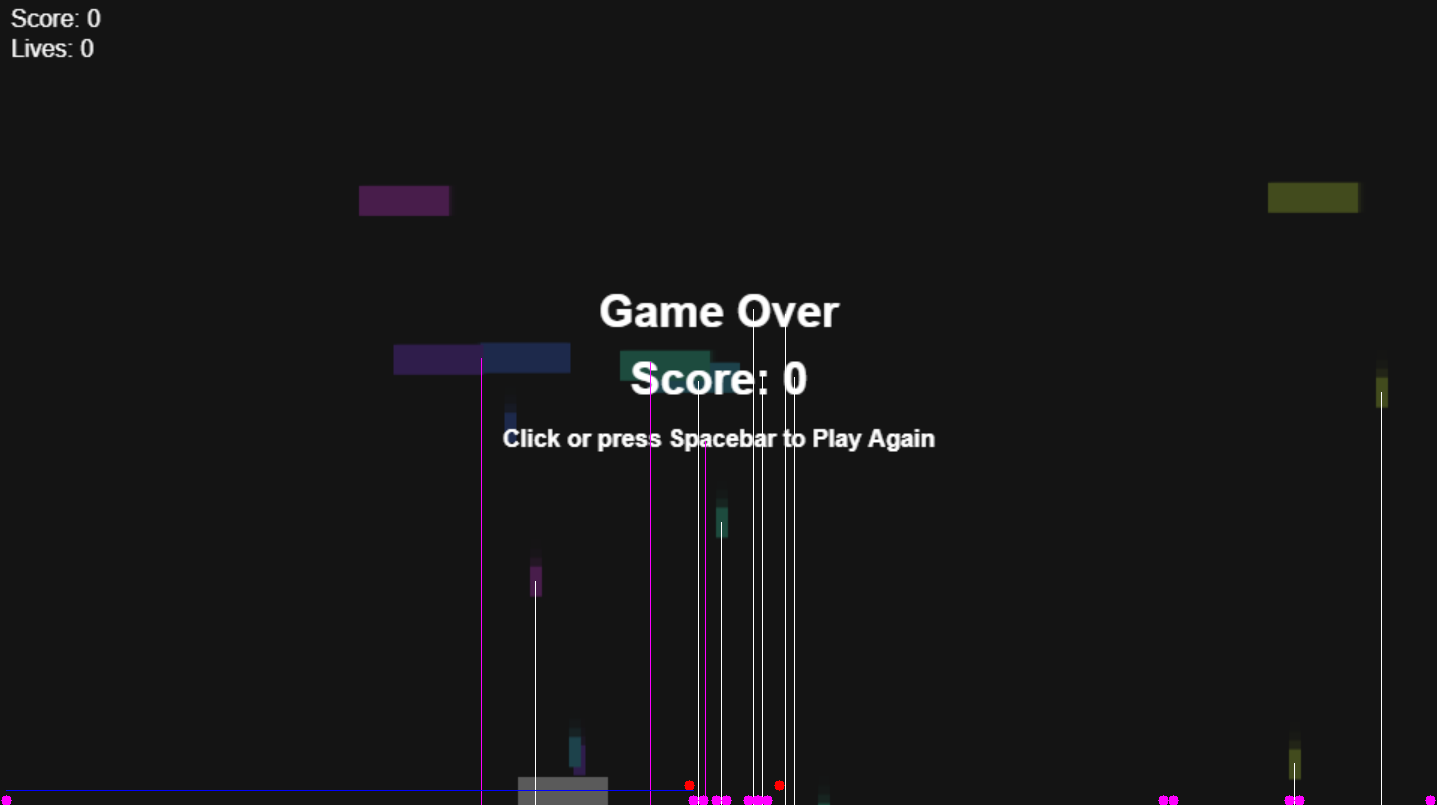 Score: 0
Lives: 0
Game Over
Score: 0
Click or press Spacebar to Play Again